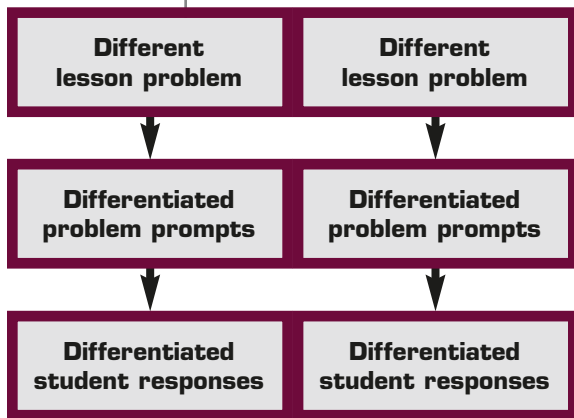 Different
lesson problem
Different
lesson problem
Differentiated
problem prompts
Differentiated
problem prompts
Differentiated
student responses
Differentiated
student responses